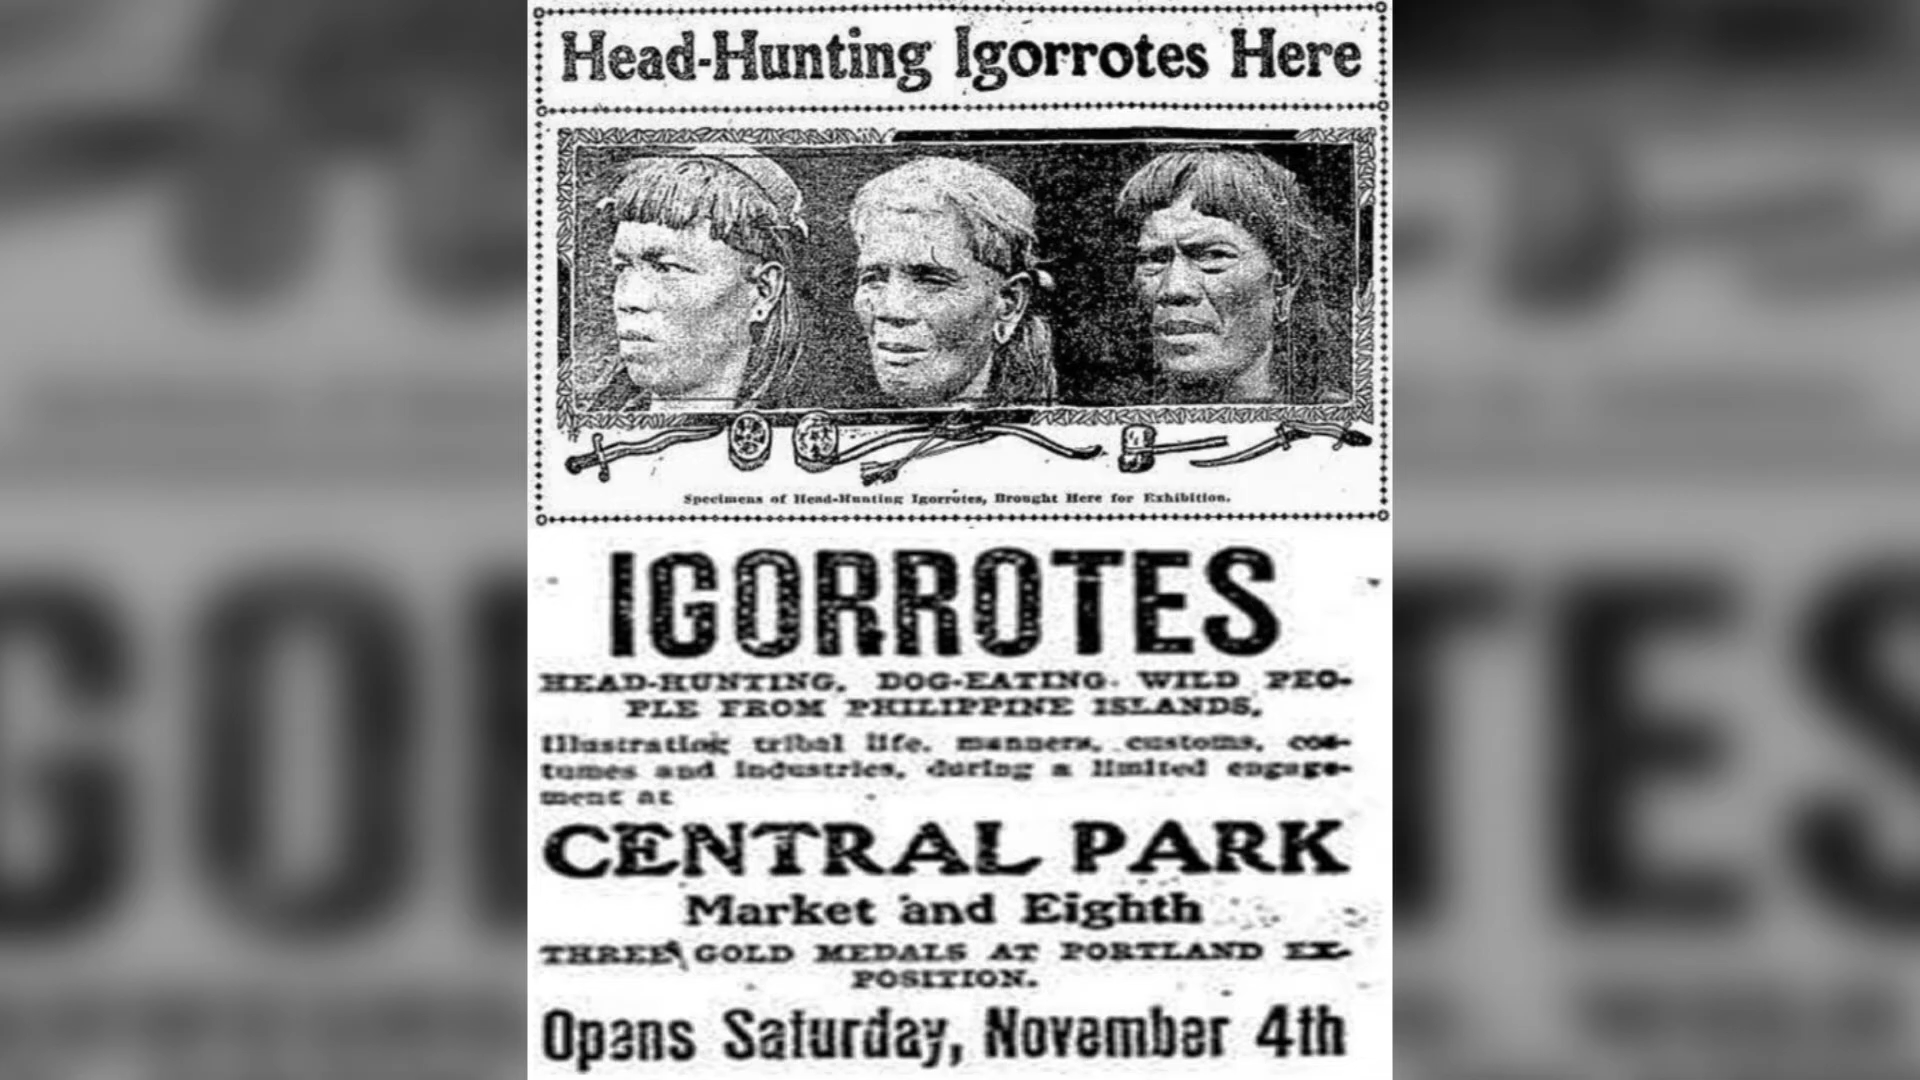 Head-Hunting Igorrotes Here
Specimens of Head-Hunting Igorrotes, Brought Here for Exhibition.
IGORROTES
HEAD-HUNTING, DOG-EATING. WILD PEO-
PLE FROM PHILIPPINE ISLANDS,
Illustrating tribal life, manners, customs, cos-
tumes and industries, during a limited engage-
ment at
CENTRAL PARK
Market and Eighth
THREE GOLD MEDALS AT PORTLAND EX-
POSITION.
Opens Saturday, November 4th